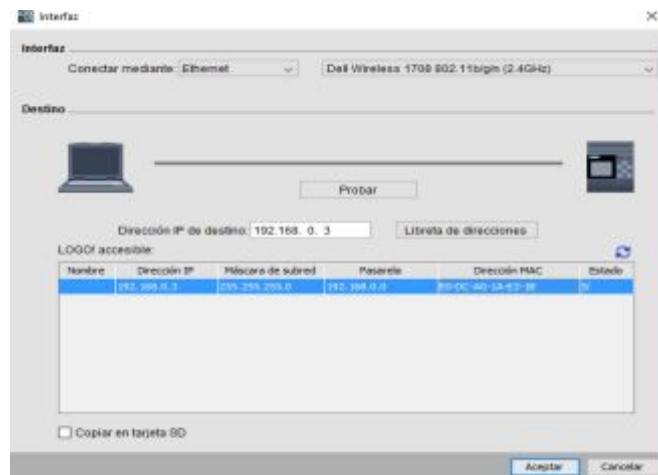 Interfaz
Interfaz
Conectar mediante: Ethernet Dell Wireless 1708 802.11b/g/n (2.4GHz)
Destino
Probar
Dirección IP de destino: 192.168. 0. 3 Libreta de direcciones
LOGO! accesible:
Nombre Dirección IP Máscara de subred Pasarela Dirección MAC Estado
192.168.0.3 255.255.255.0 192.168.0.0
Copiar en tarjeta SD
Aceptar Cancelar